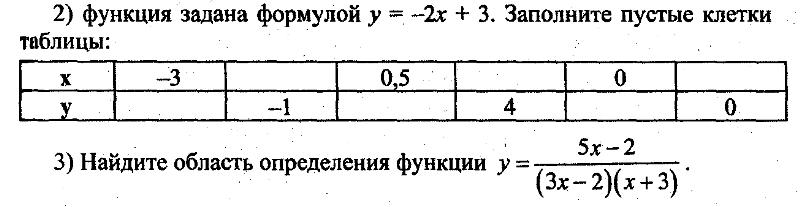 2) функция задана формулой y = –2x + 3. Заполните пустые клетки
таблицы:
x –3 0,5 0
y –1 4 0
3) Найдите область определения функции y = (5x – 2) / ((3x – 2)(x + 3)) .